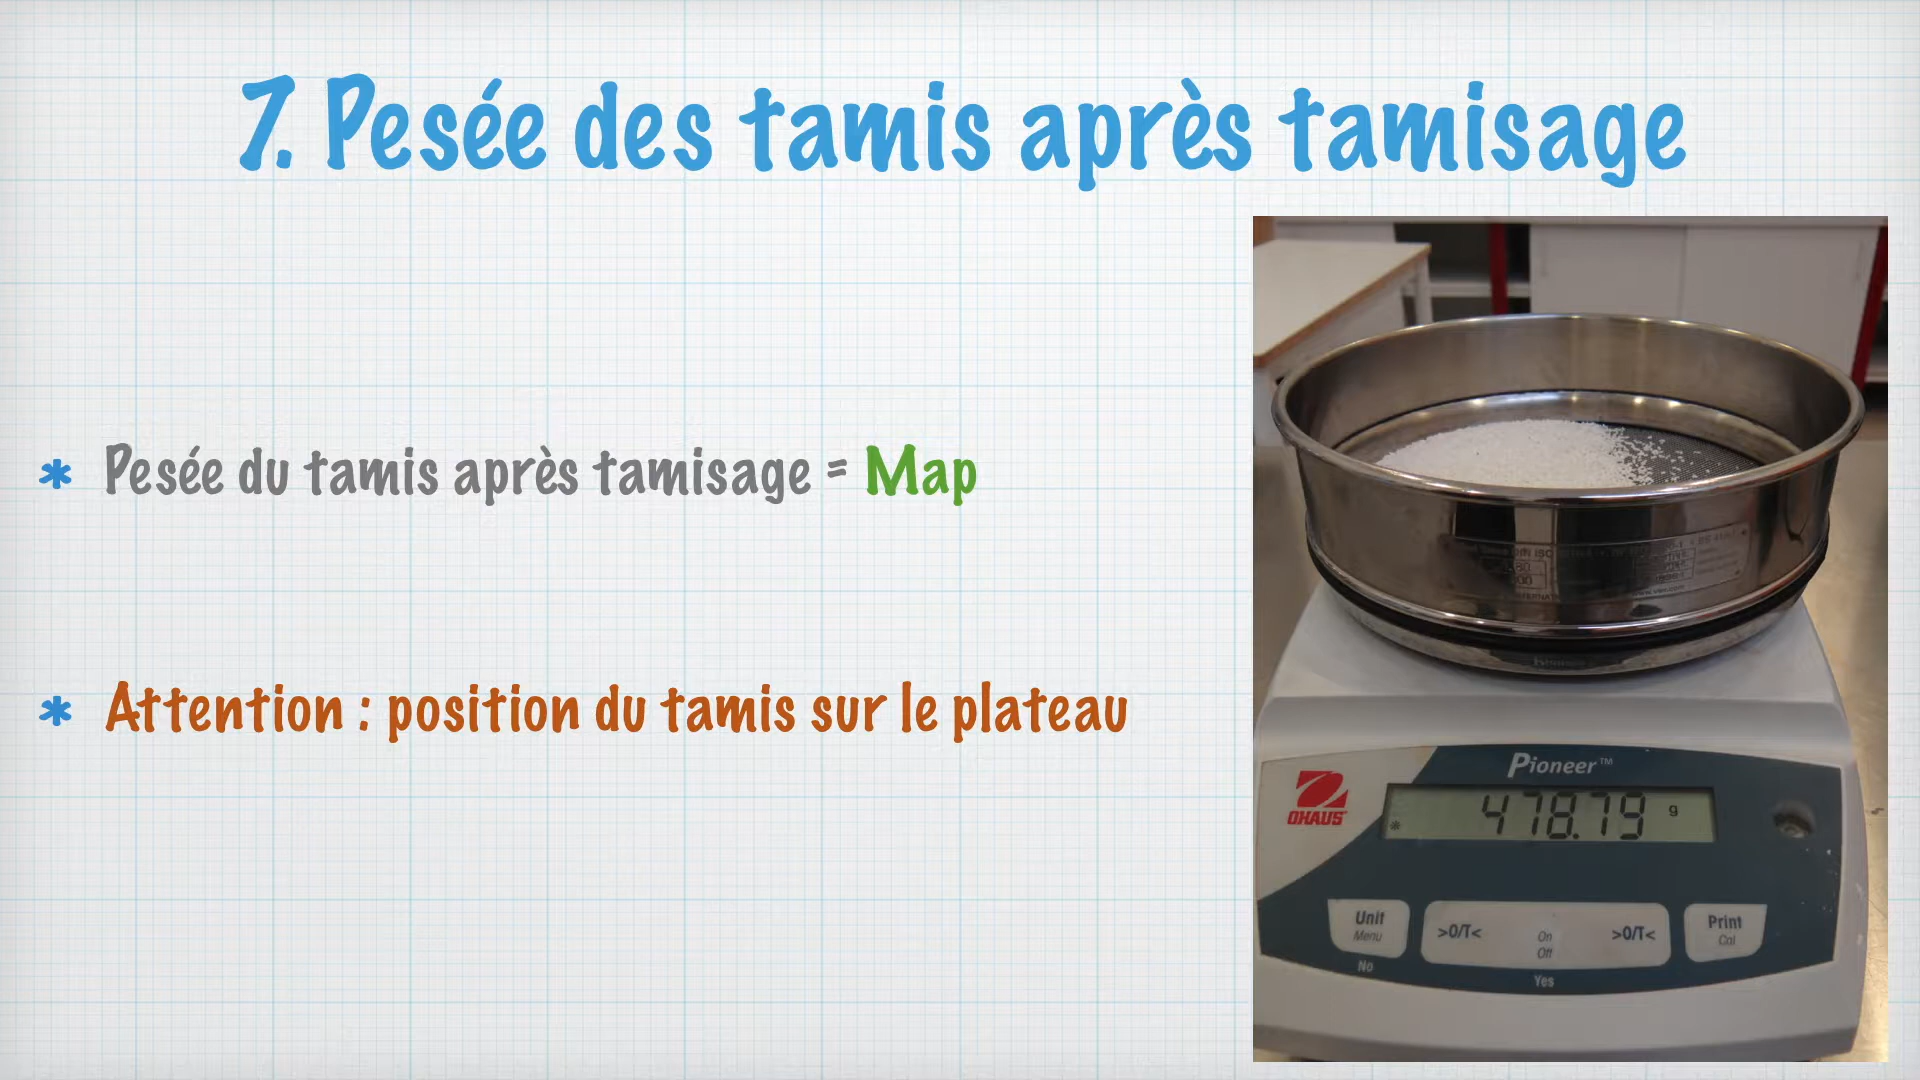 7. Pesée des tamis après tamisage
* Pesée du tamis après tamisage = Map
* Attention : position du tamis sur le plateau
Pioneer™
OHAUS
* 478.79 g
Unit
Menu
No
>0/T<
On
Off
Yes
>0/T<
Print
Cal